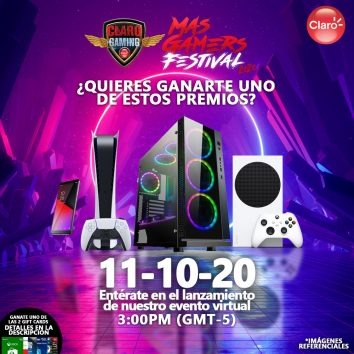 CLARO
GAMING
MAS
GAMERS
FESTIVAL
Claro
¿QUIERES GANARTE UNO
DE ESTOS PREMIOS?
11-10-20
Entérate en el lanzamiento
de nuestro evento virtual
3:00PM (GMT-5)
GANATE UNO DE
LAS 2 GIFT CARDS
DETALLES EN LA
DESCRIPCION
*IMÁGENES
REFERENCIALES